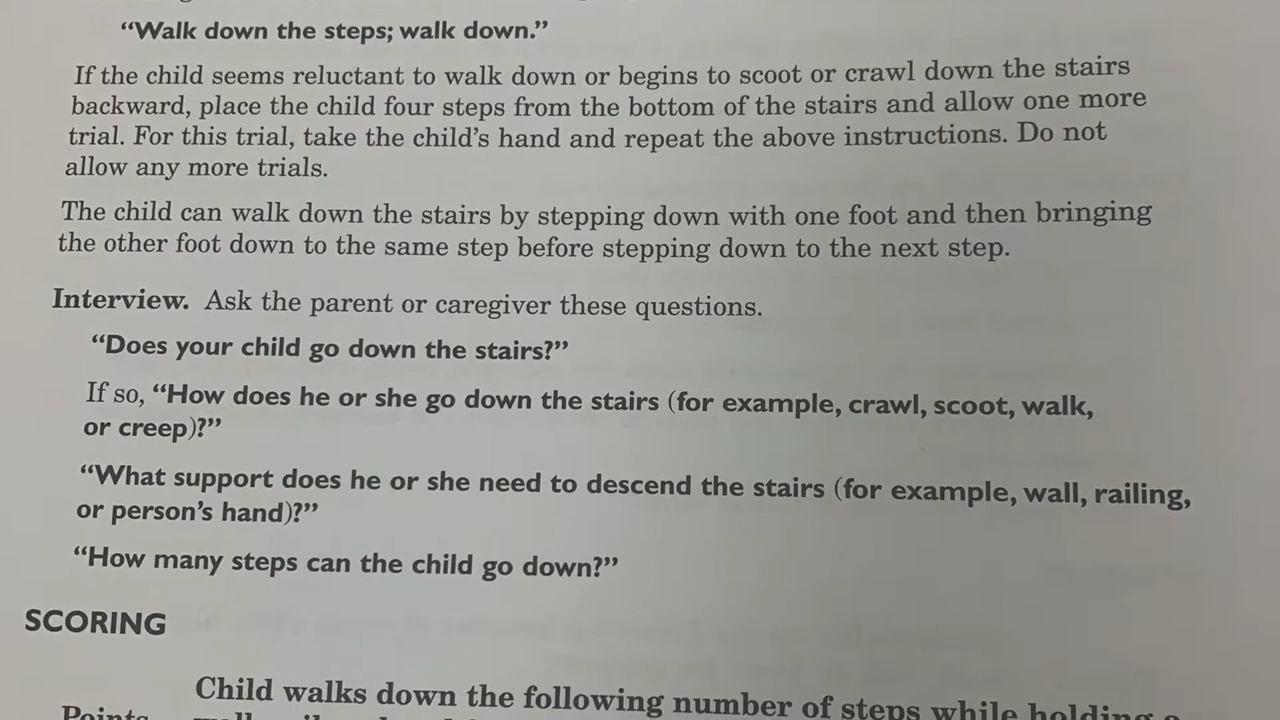 “Walk down the steps; walk down.”
If the child seems reluctant to walk down or begins to scoot or crawl down the stairs
backward, place the child four steps from the bottom of the stairs and allow one more
trial. For this trial, take the child’s hand and repeat the above instructions. Do not
allow any more trials.
The child can walk down the stairs by stepping down with one foot and then bringing
the other foot down to the same step before stepping down to the next step.
Interview. Ask the parent or caregiver these questions.
“Does your child go down the stairs?”
If so, “How does he or she go down the stairs (for example, crawl, scoot, walk,
or creep)?”
“What support does he or she need to descend the stairs (for example, wall, railing,
or person’s hand)?”
“How many steps can the child go down?”
SCORING
Child walks down the following number of steps while holding a
Points